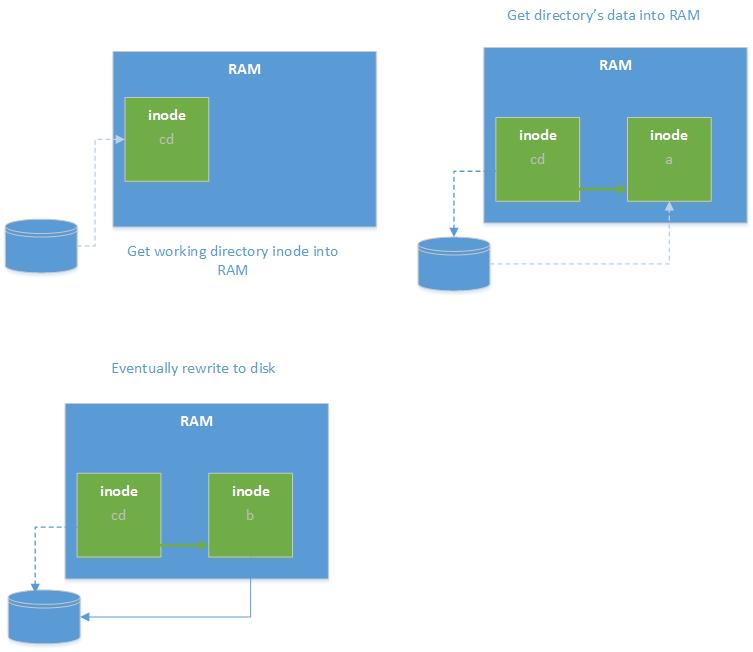 RAM
inode
cd
Get working directory inode into
RAM
Get directory's data into RAM
RAM
inode
cd
inode
a
Eventually rewrite to disk
RAM
inode
cd
inode
b